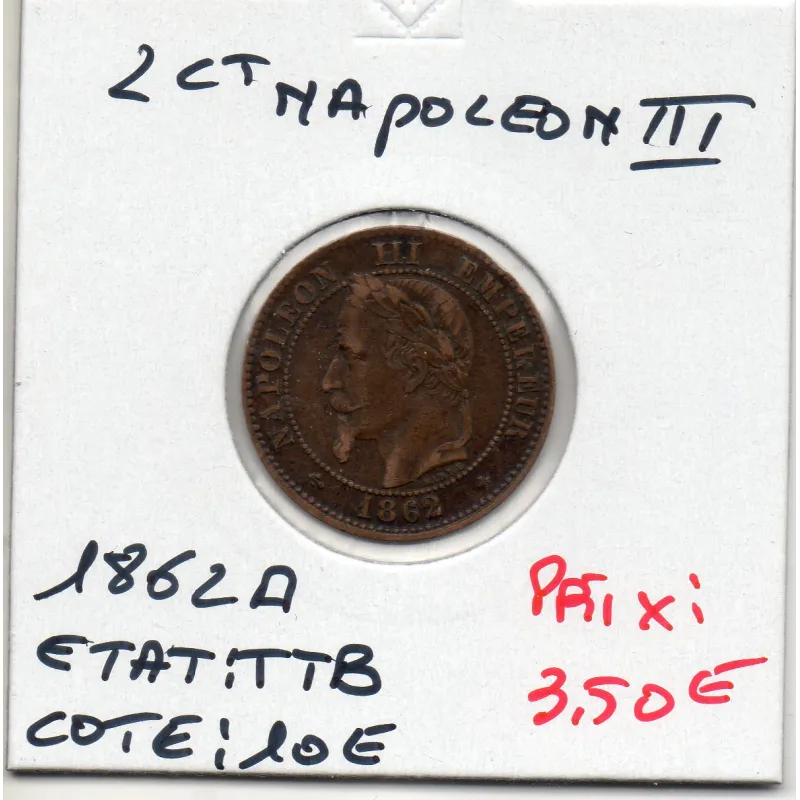 2 CT NAPOLEON III
NAPOLEON III EMPEREUR
1862
1862 A
ETAT: TTB
COTE: 10 E
PRIX:
3,50 €